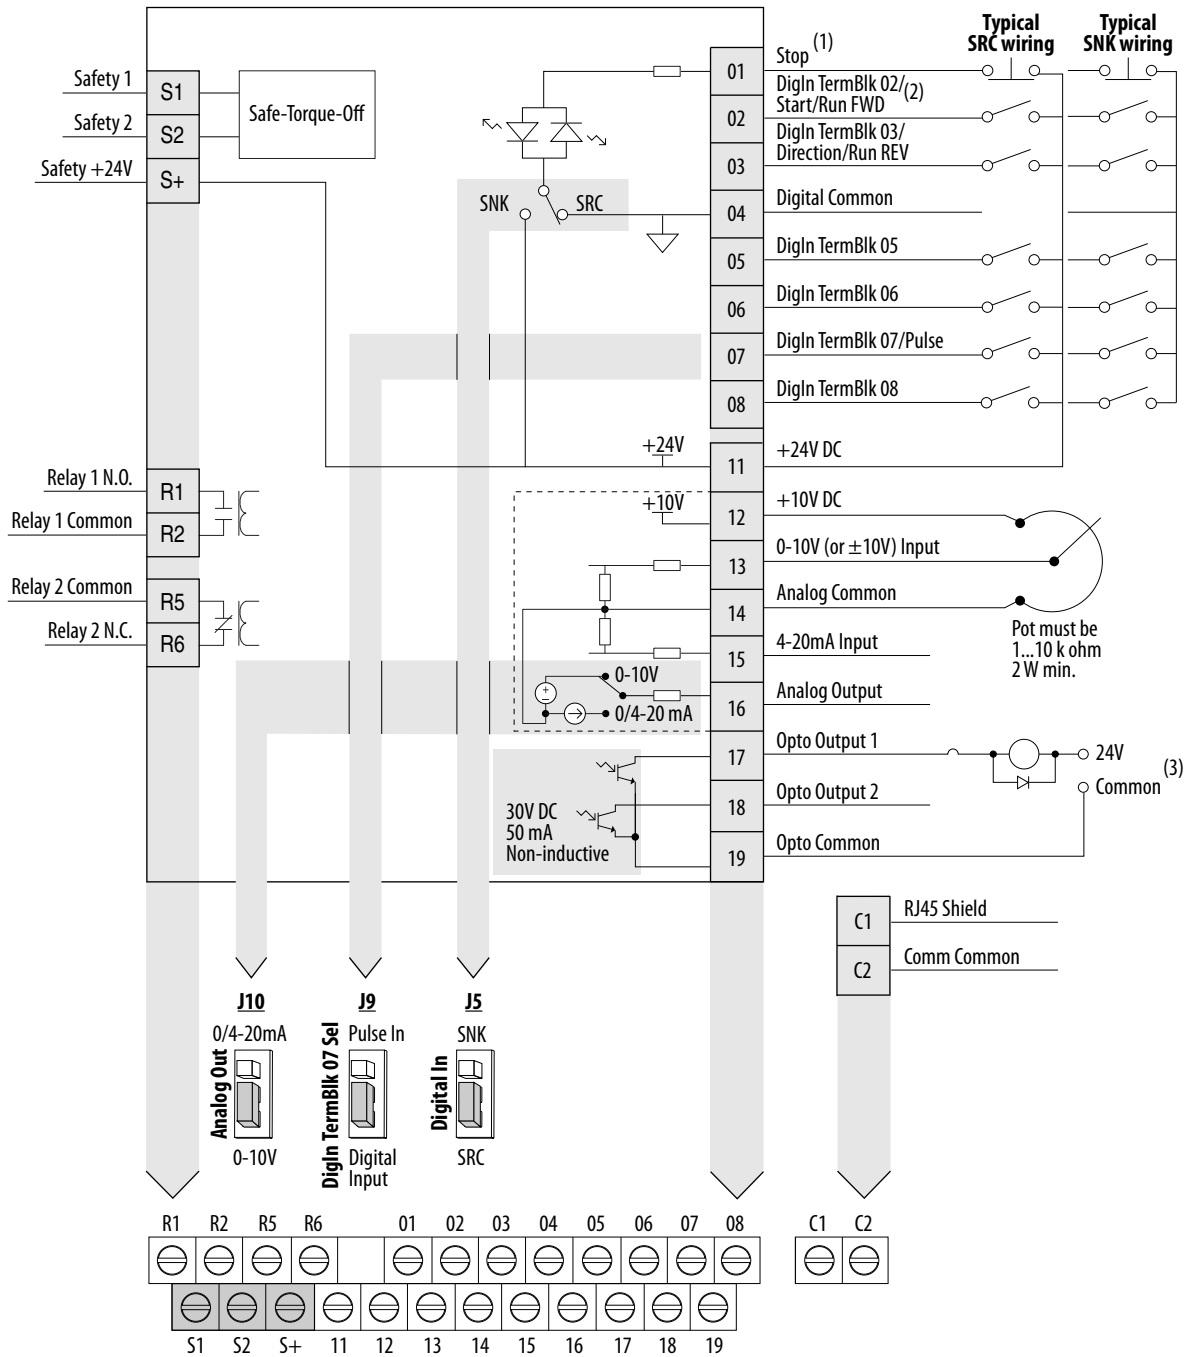 Typical
SRC wiring
Typical
SNK wiring
Safety 1
S1
Safety 2
S2
Safety +24V
S+
Safe-Torque-Off
SNK
SRC
01
Stop (1)
02
DigIn TermBlk 02/
Start/Run FWD (2)
03
DigIn TermBlk 03/
Direction/Run REV
04
Digital Common
05
DigIn TermBlk 05
06
DigIn TermBlk 06
07
DigIn TermBlk 07/Pulse
08
DigIn TermBlk 08
+24V
11
+24V DC
+10V
12
+10V DC
13
0-10V (or ±10V) Input
14
Analog Common
15
4-20mA Input
16
Analog Output
Pot must be
1...10 k ohm
2 W min.
Relay 1 N.O.
R1
Relay 1 Common
R2
Relay 2 Common
R5
Relay 2 N.C.
R6
0-10V
+
−
0/4-20 mA
17
Opto Output 1
18
Opto Output 2
19
Opto Common
24V
Common (3)
30V DC
50 mA
Non-inductive
C1
RJ45 Shield
C2
Comm Common
J10
0/4-20mA
Analog Out
0-10V
J9
Pulse In
DigIn TermBlk 07 Sel
Digital
Input
J5
SNK
Digital In
SRC
R1 R2 R5 R6 01 02 03 04 05 06 07 08 C1 C2
S1 S2 S+ 11 12 13 14 15 16 17 18 19